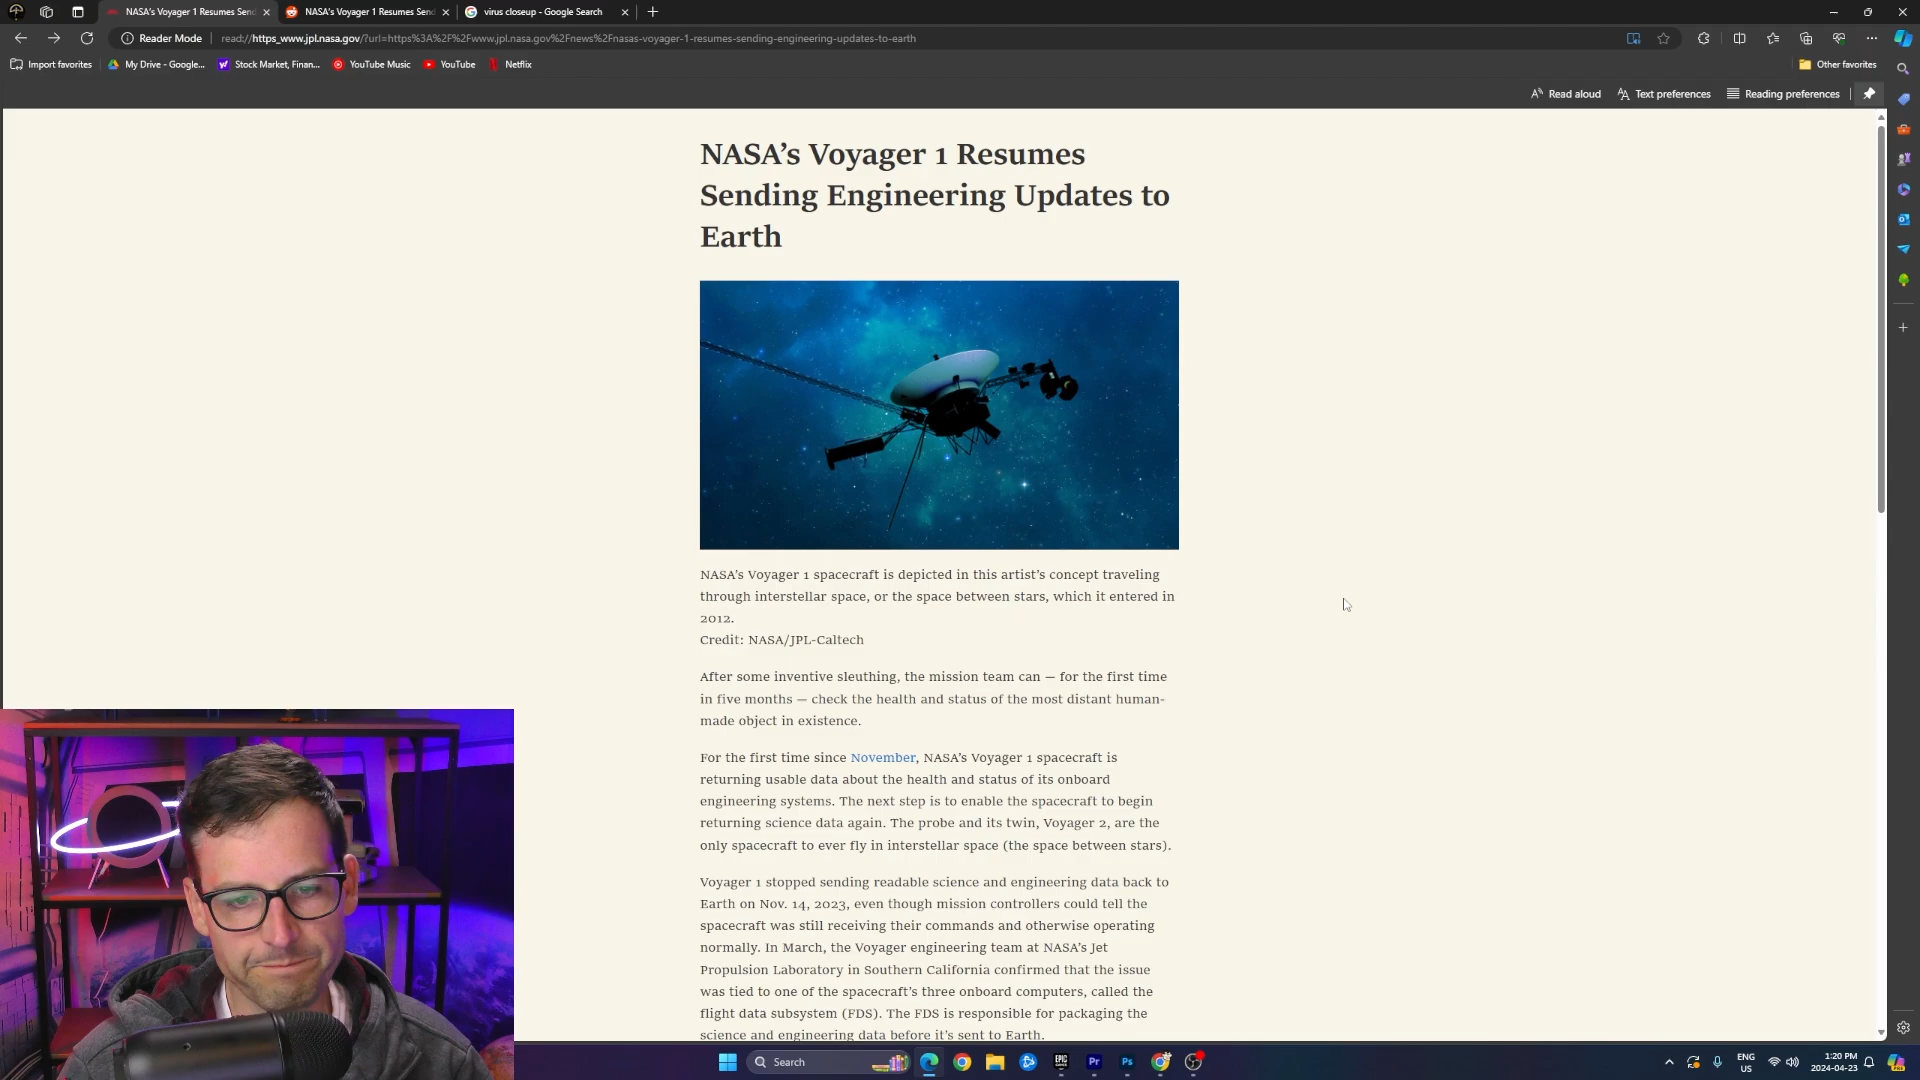 NASA's Voyager 1 Resumes Send
NASA's Voyager 1 Resumes Send
virus closeup - Google Search
Reader Mode
read://https_www.jpl.nasa.gov/?url=https%3A%2F%2Fwww.jpl.nasa.gov%2Fnews%2Fnasas-voyager-1-resumes-sending-engineering-updates-to-earth
Import favorites
My Drive - Google...
Stock Market, Finan...
YouTube Music
YouTube
Netflix
Other favorites
Read aloud
Text preferences
Reading preferences
NASA’s Voyager 1 Resumes
Sending Engineering Updates to
Earth
NASA’s Voyager 1 spacecraft is depicted in this artist’s concept traveling
through interstellar space, or the space between stars, which it entered in
2012.
Credit: NASA/JPL-Caltech
After some inventive sleuthing, the mission team can — for the first time
in five months — check the health and status of the most distant human-
made object in existence.
For the first time since November, NASA’s Voyager 1 spacecraft is
returning usable data about the health and status of its onboard
engineering systems. The next step is to enable the spacecraft to begin
returning science data again. The probe and its twin, Voyager 2, are the
only spacecraft to ever fly in interstellar space (the space between stars).
Voyager 1 stopped sending readable science and engineering data back to
Earth on Nov. 14, 2023, even though mission controllers could tell the
spacecraft was still receiving their commands and otherwise operating
normally. In March, the Voyager engineering team at NASA’s Jet
Propulsion Laboratory in Southern California confirmed that the issue
was tied to one of the spacecraft’s three onboard computers, called the
flight data subsystem (FDS). The FDS is responsible for packaging the
science and engineering data before it’s sent to Earth.
Search
EPIC
Pr
Ps
ENG
US
1:20 PM
2024-04-23